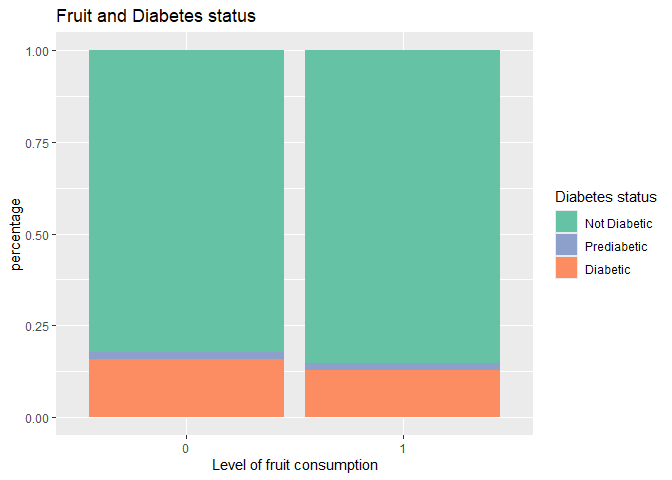 Fruit and Diabetes status
1.00
0.75
0.50
0.25
0.00
percentage
0
1
Level of fruit consumption
Diabetes status
Not Diabetic
Prediabetic
Diabetic